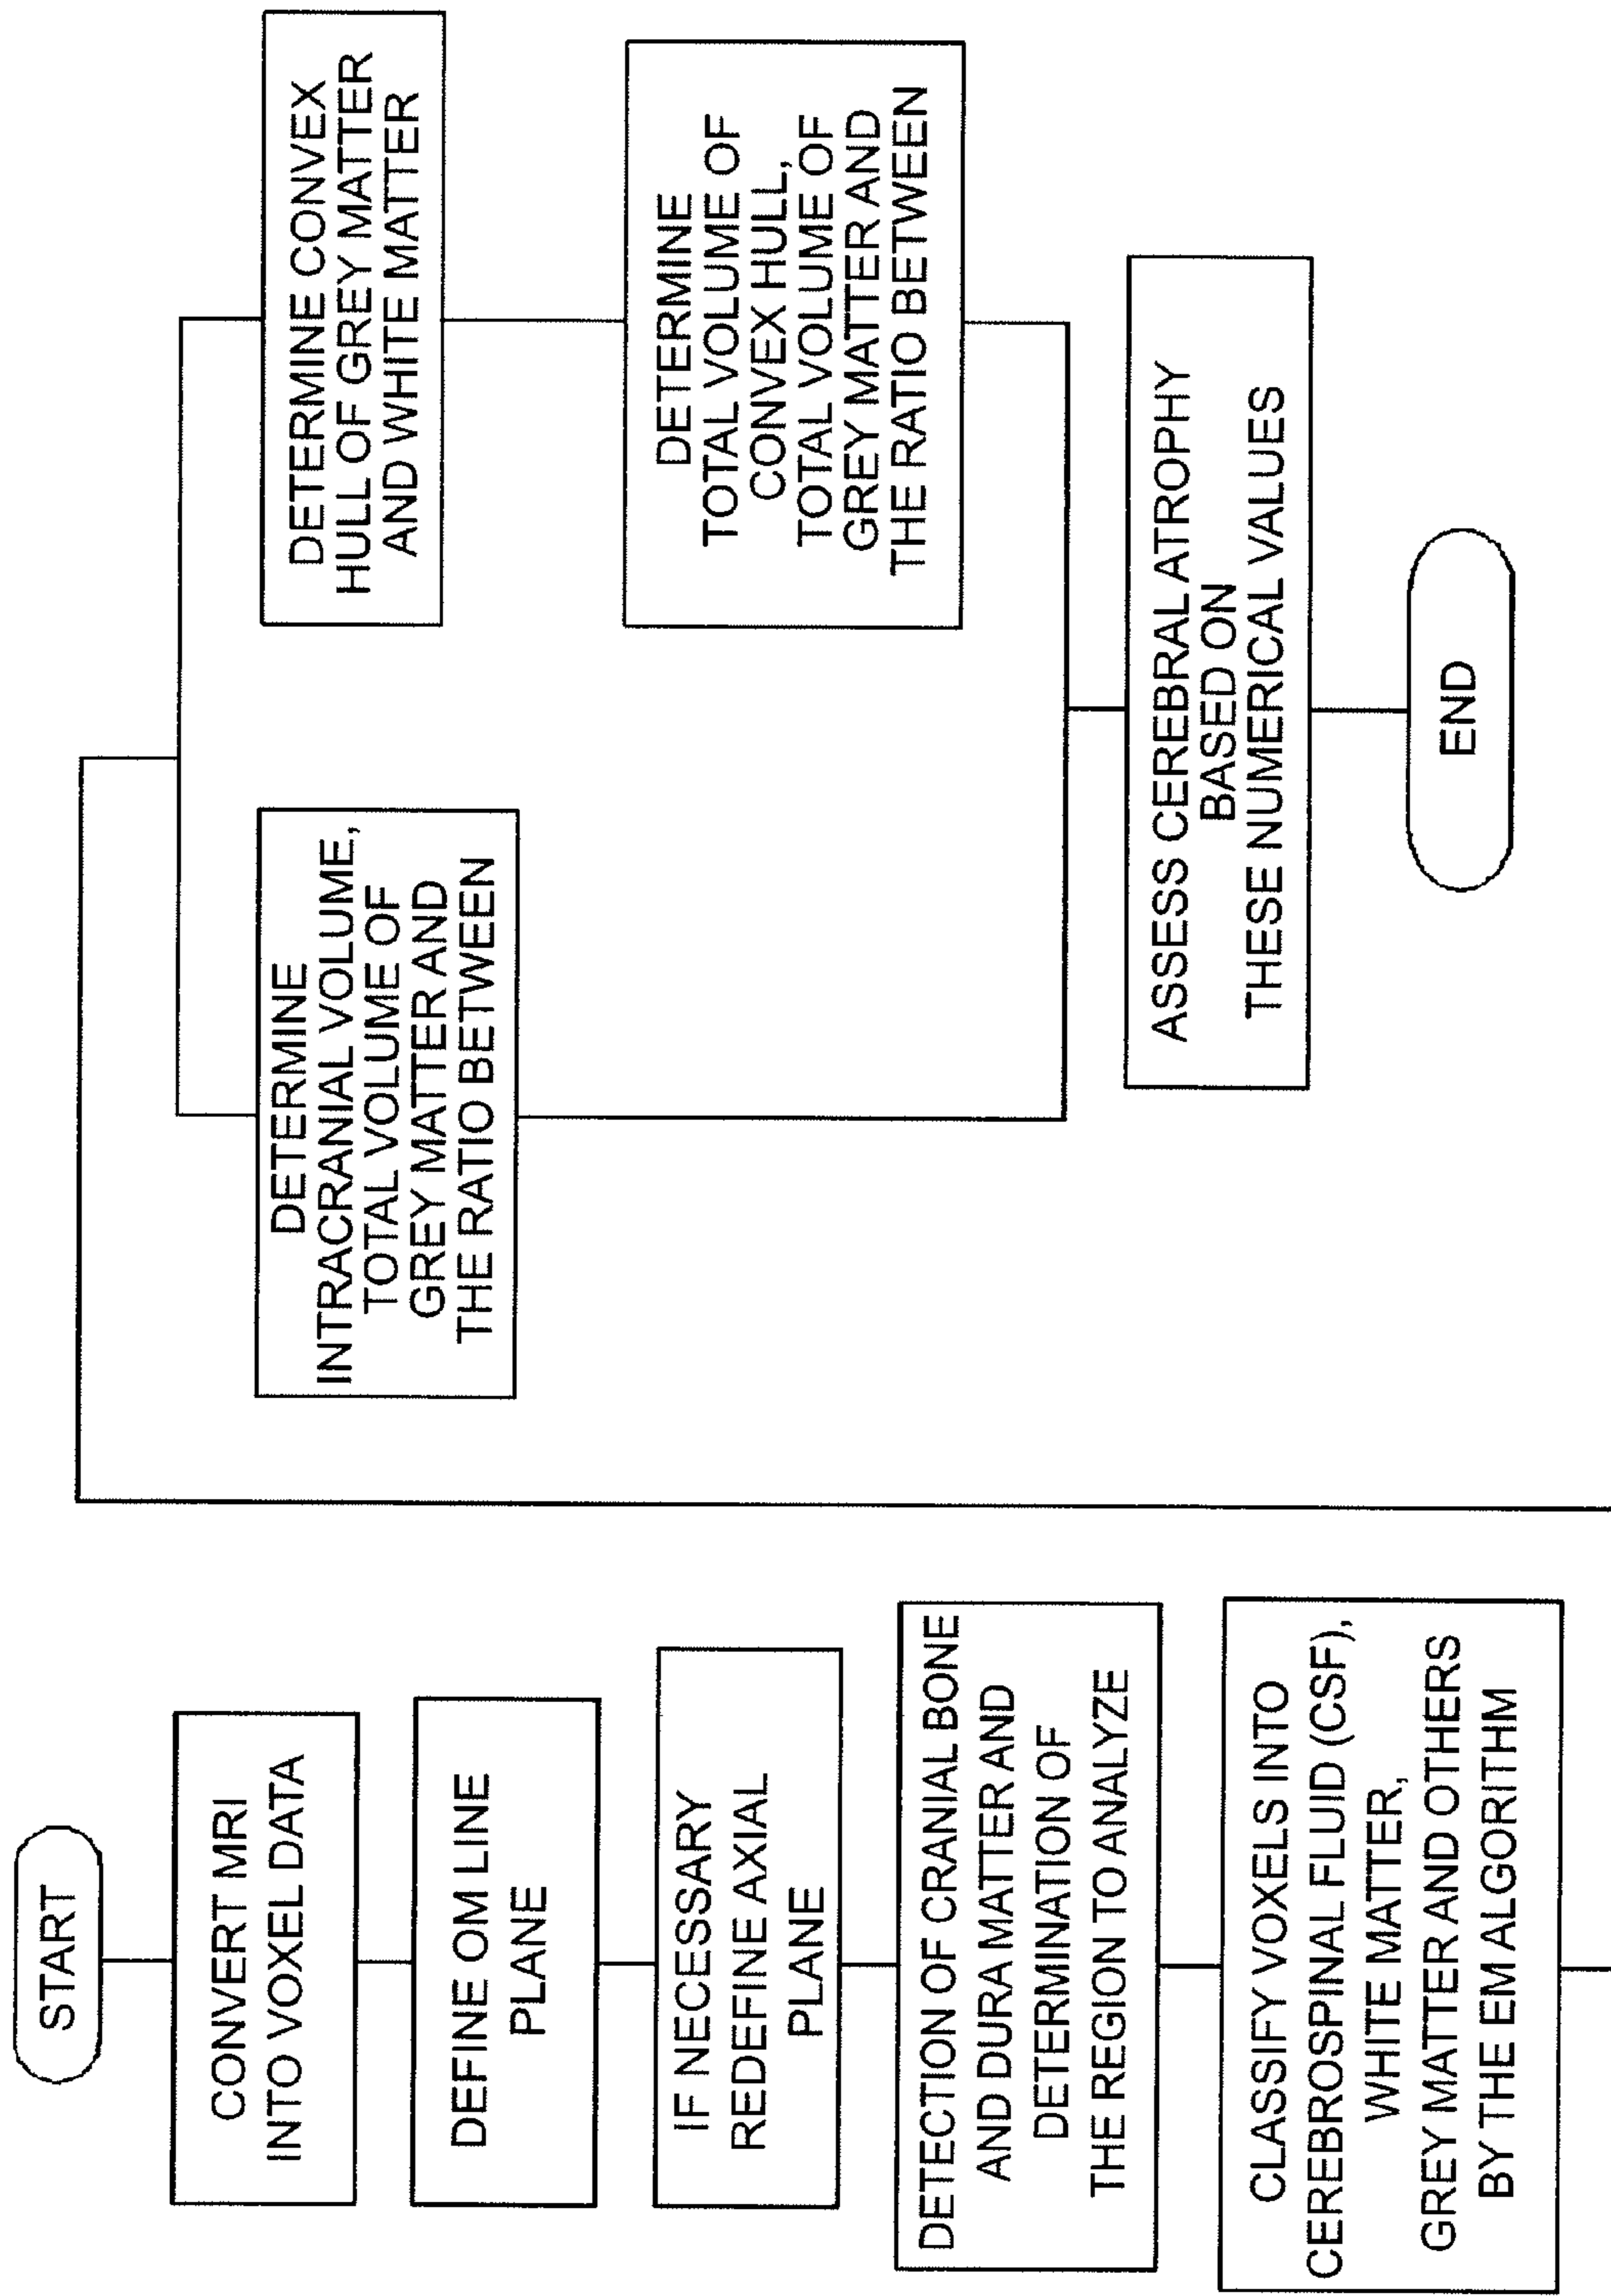 START
CONVERT MRI
INTO VOXEL DATA
DEFINE OM LINE
PLANE
IF NECESSARY
REDEFINE AXIAL
PLANE
DETECTION OF CRANIAL BONE
AND DURA MATTER AND
DETERMINATION OF
THE REGION TO ANALYZE
CLASSIFY VOXELS INTO
CEREBROSPINAL FLUID (CSF),
WHITE MATTER,
GREY MATTER AND OTHERS
BY THE EM ALGORITHM
DETERMINE
INTRACRANIAL VOLUME,
TOTAL VOLUME OF
GREY MATTER AND
THE RATIO BETWEEN
DETERMINE CONVEX
HULL OF GREY MATTER
AND WHITE MATTER
DETERMINE
TOTAL VOLUME OF
CONVEX HULL,
TOTAL VOLUME OF
GREY MATTER AND
THE RATIO BETWEEN
ASSESS CEREBRAL ATROPHY
BASED ON
THESE NUMERICAL VALUES
END